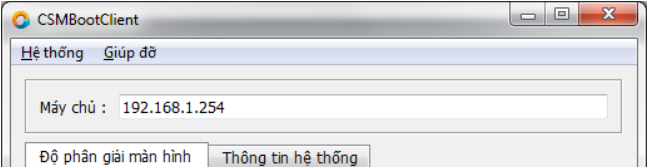 CSMBootClient
Hệ thống Giúp đỡ
Máy chủ : 192.168.1.254
Độ phân giải màn hình Thông tin hệ thống